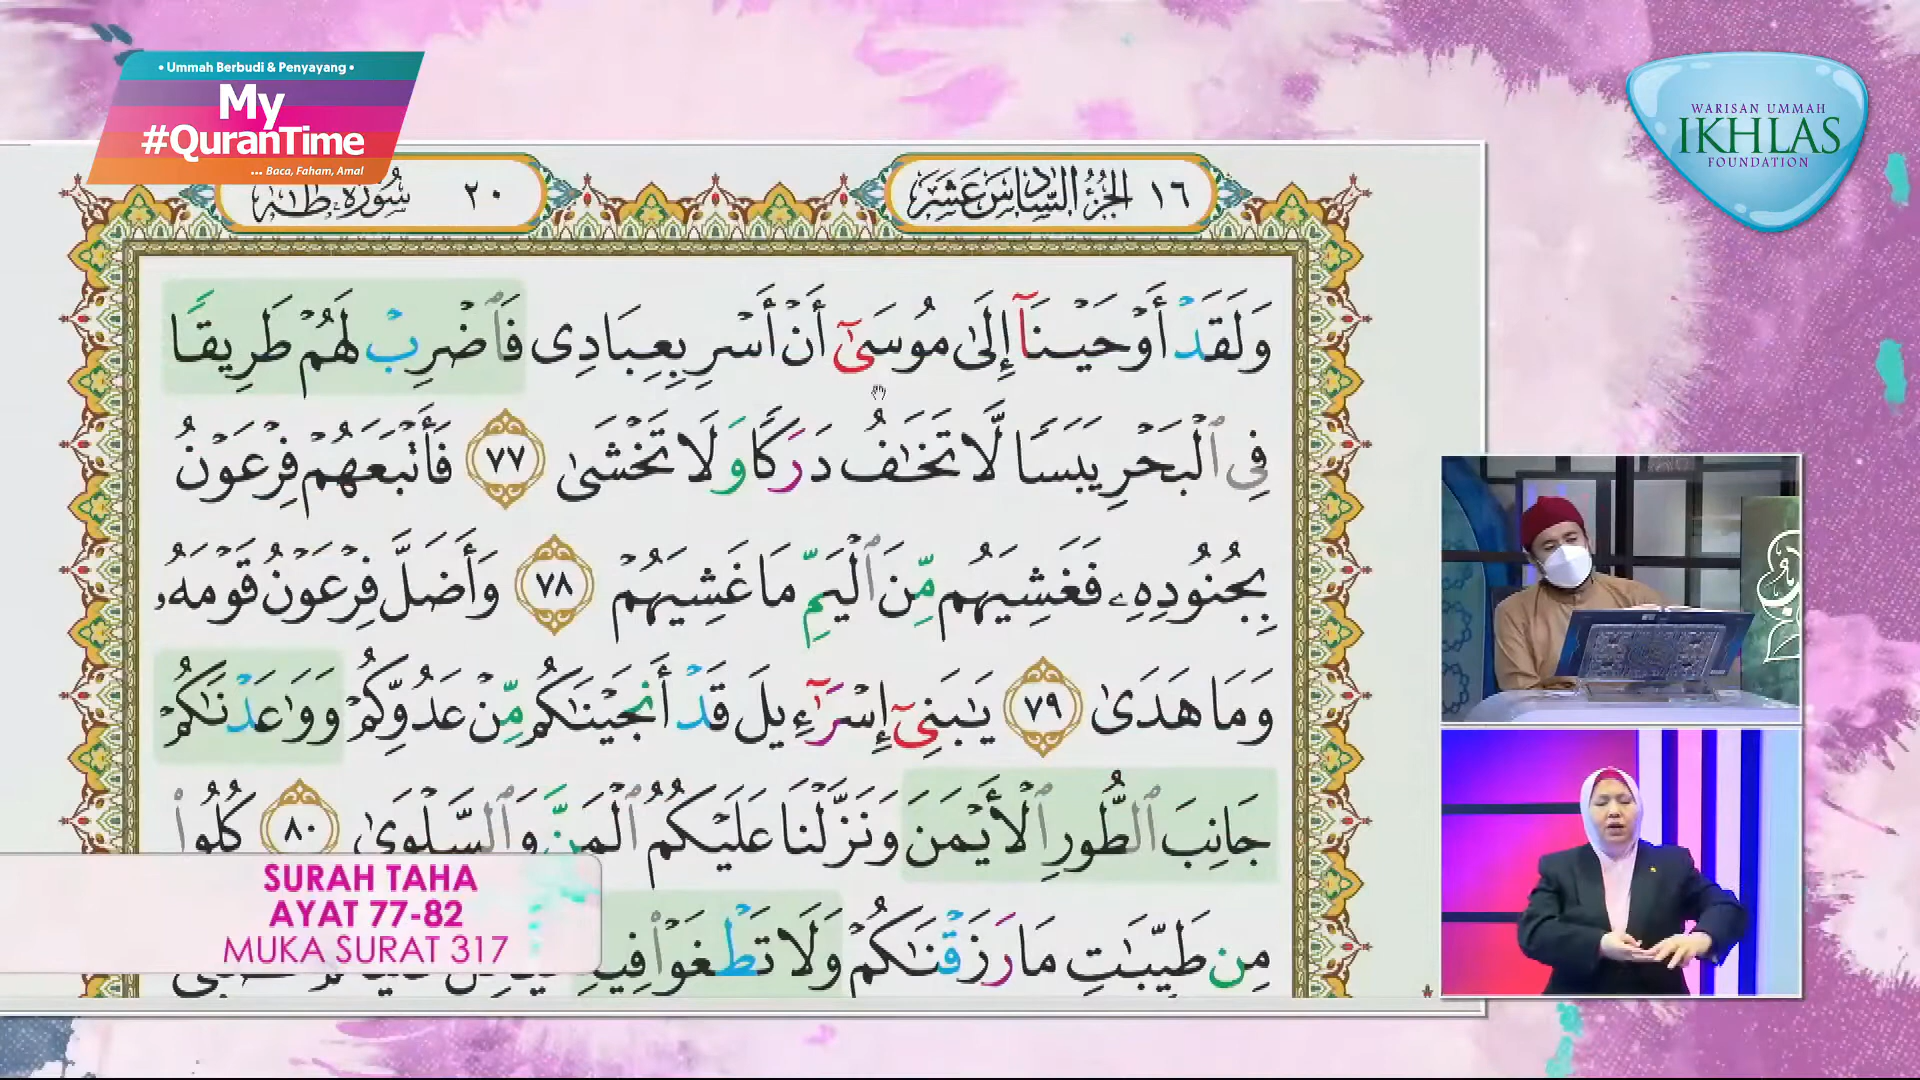 • Ummah Berbudi & Penyayang •
My
#QuranTime
... Baca, Faham, Amal
WARISAN UMMAH
IKHLAS
FOUNDATION
الجُزْءُ السَّادِسَ عَشَرَ ١٦
سُورَةُ طه ٢٠
وَلَقَدْ أَوْحَيْنَآ إِلَىٰ مُوسَىٰٓ أَنْ أَسْرِ بِعِبَادِى فَٱضْرِبْ لَهُمْ طَرِيقًا
فِى ٱلْبَحْرِ يَبَسًا لَّا تَخَـٰفُ دَرَكًا وَلَا تَخْشَىٰ ٧٧ فَأَتْبَعَهُمْ فِرْعَوْنُ
بِجُنُودِهِۦ فَغَشِيَهُم مِّنَ ٱلْيَمِّ مَا غَشِيَهُمْ ٧٨ وَأَضَلَّ فِرْعَوْنُ قَوْمَهُۥ
وَمَا هَدَىٰ ٧٩ يَـٰبَنِىٓ إِسْرَٰٓءِيلَ قَدْ أَنجَيْنَـٰكُم مِّنْ عَدُوِّكُمْ وَوَٰعَدْنَـٰكُمْ
جَانِبَ ٱلطُّورِ ٱلْأَيْمَنَ وَنَزَّلْنَا عَلَيْكُمُ ٱلْمَنَّ وَٱلسَّلْوَىٰ ٨٠ كُلُوا۟
مِن طَيِّبَـٰتِ مَا رَزَقْنَـٰكُمْ وَلَا تَطْغَوْا۟ فِيهِ
SURAH TAHA
AYAT 77-82
MUKA SURAT 317